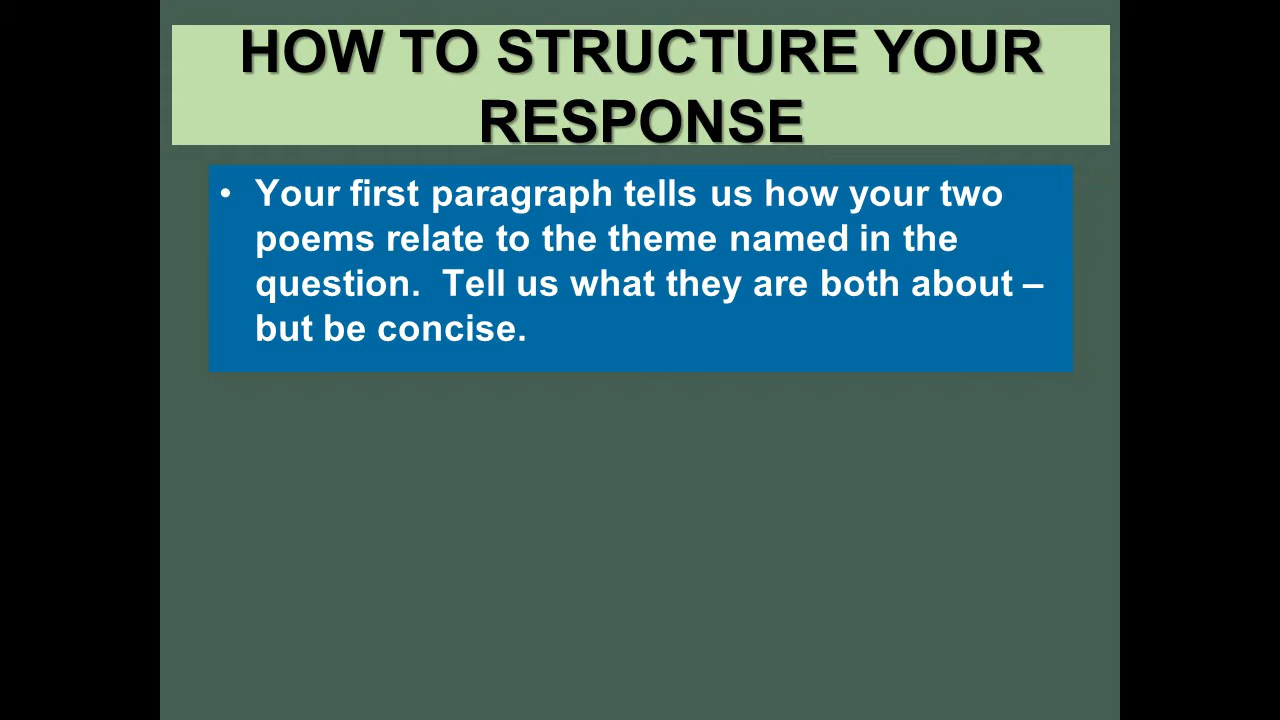 HOW TO STRUCTURE YOUR
RESPONSE
• Your first paragraph tells us how your two
poems relate to the theme named in the
question.  Tell us what they are both about –
but be concise.